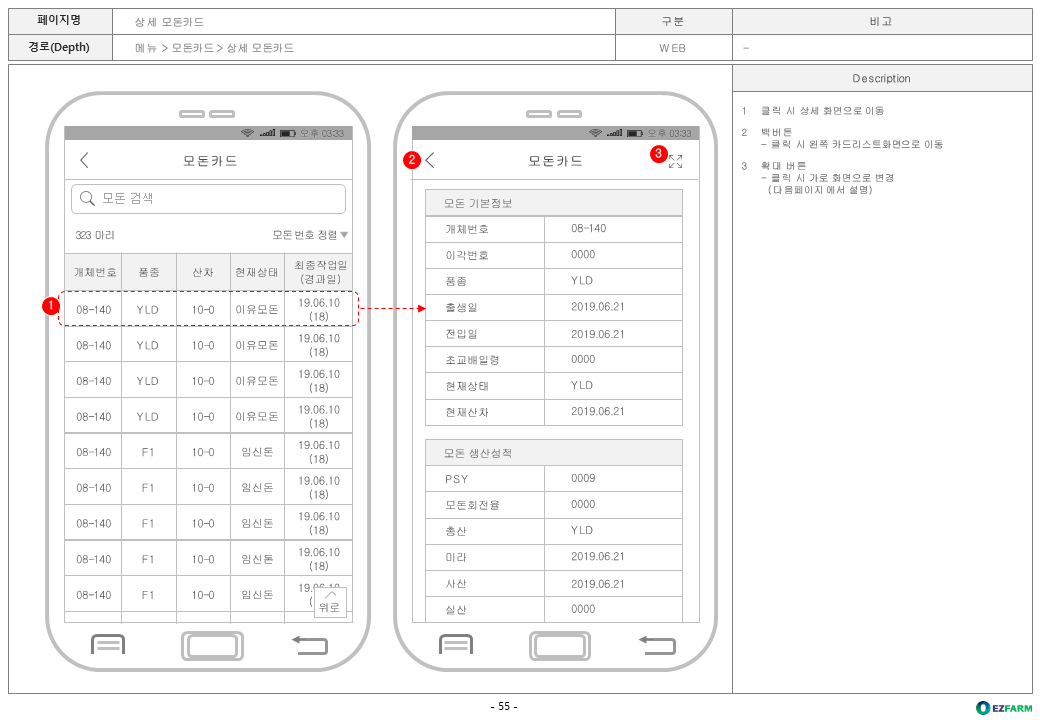 페이지명 상세 모돈카드 구분 비고
경로(Depth) 메뉴 > 모돈카드 > 상세 모돈카드 WEB -
오후 03:33
모돈카드
모돈 검색
323 마리 모돈번호 정렬▼
개체번호 품종 산차 현재상태 최종작업일
(경과일)
1
08-140 YLD 10-0 이유모돈 19.06.10
(18)
08-140 YLD 10-0 이유모돈 19.06.10
(18)
08-140 YLD 10-0 이유모돈 19.06.10
(18)
08-140 YLD 10-0 이유모돈 19.06.10
(18)
08-140 F1 10-0 임신돈 19.06.10
(18)
08-140 F1 10-0 임신돈 19.06.10
(18)
08-140 F1 10-0 임신돈 19.06.10
(18)
08-140 F1 10-0 임신돈 19.06.10
(18)
08-140 F1 10-0 임신돈 19.06.10
(
위로
오후 03:33
2 모돈카드 3
모돈 기본정보
개체번호 08-140
이각번호 0000
품종 YLD
출생일 2019.06.21
전입일 2019.06.21
초교배일령 0000
현재상태 YLD
현재산차 2019.06.21
모돈 생산성적
PSY 0009
모돈회전율 0000
총산 YLD
미라 2019.06.21
사산 2019.06.21
실산 0000
Description
1 클릭 시 상세 화면으로 이동
2 백버튼
- 클릭 시 왼쪽 카드리스트화면으로 이동
3 확대 버튼
- 클릭 시 가로 화면으로 변경
(다음페이지에서 설명)
- 55 -
EZFARM